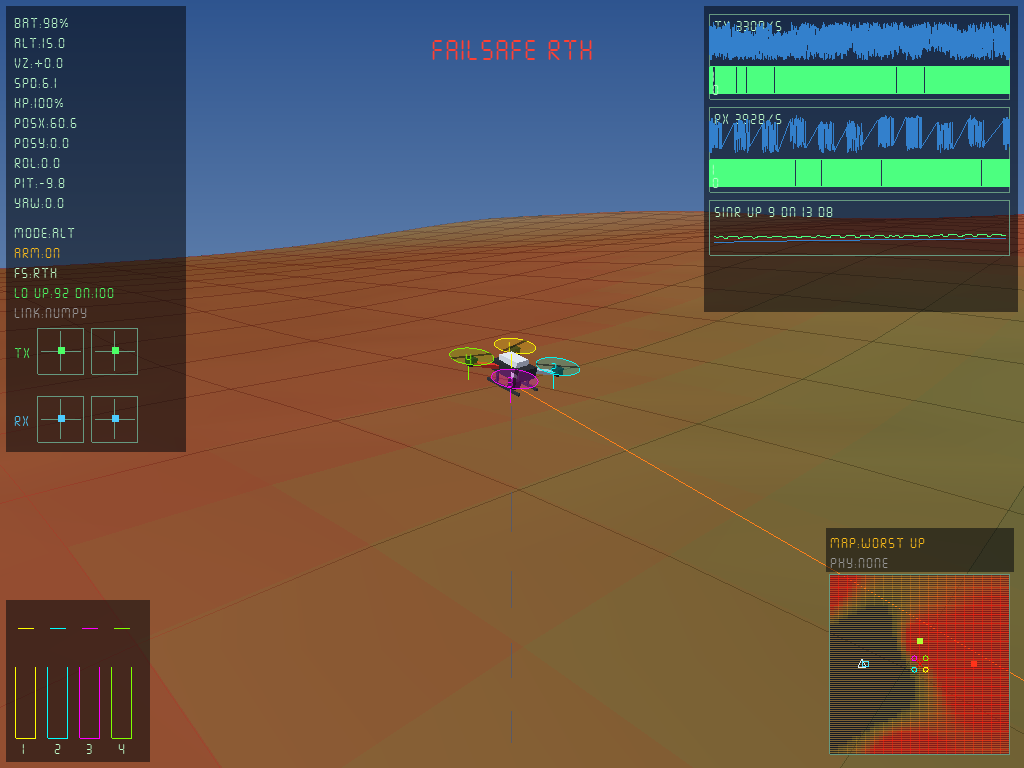 BAT:98%
ALT:15.0
VZ:+0.0
SPD:6.1
HP:100%
POSX:60.6
POSY:0.0
ROL:0.0
PIT:-9.8
YAW:0.0
MODE:ALT
ARM:ON
FS:RTH
LQ UP:92 DN:100
LINK:NUMPY
TX
RX
FAILSAFE RTH
RX 3928/S
SINR UP 9 DN 13 DB
MAP:WORST UP
PHY:NONE
1 2 3 4